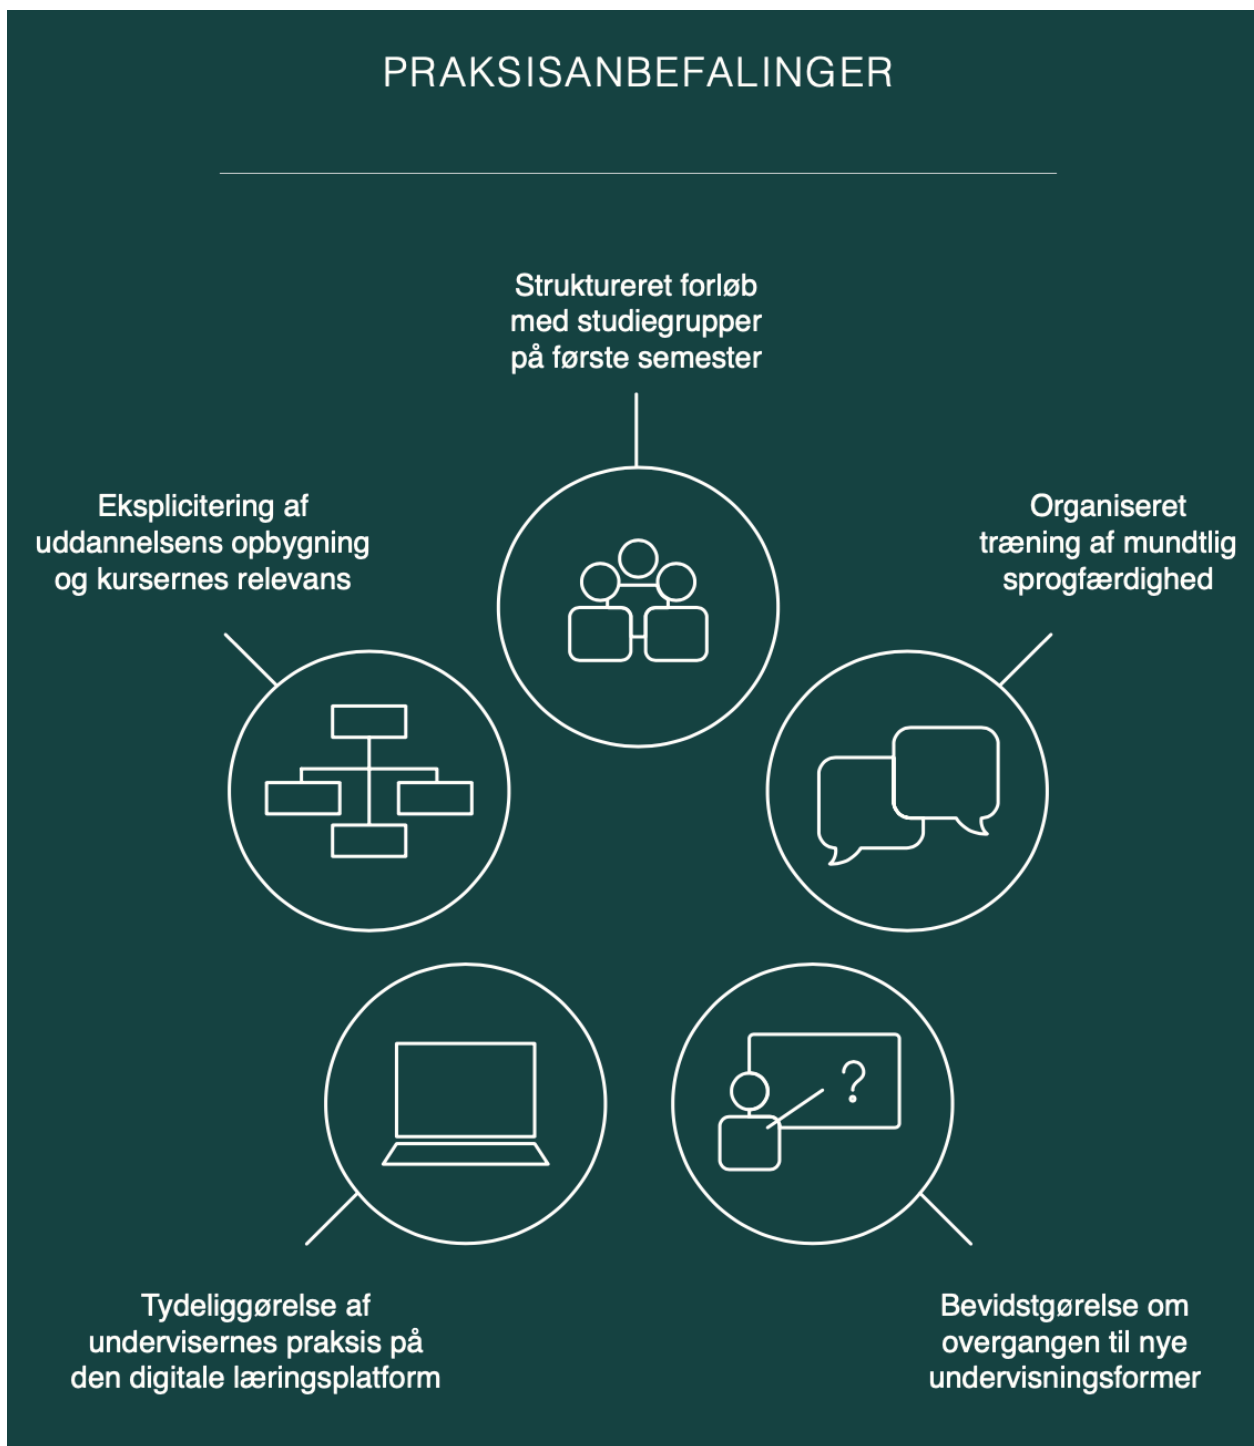 PRAKSISANBEFALINGER
Struktureret forløb
med studiegrupper
på første semester
Ekspliciterin​g af
uddannelsens opbygning
og kursernes relevans
Organiseret
træning af mundtlig
sprogfærdighed
?
Tydeliggørelse af
undervisernes praksis på
den digitale læringsplatform
Bevidstgørelse om
overgangen til nye
undervisningsformer